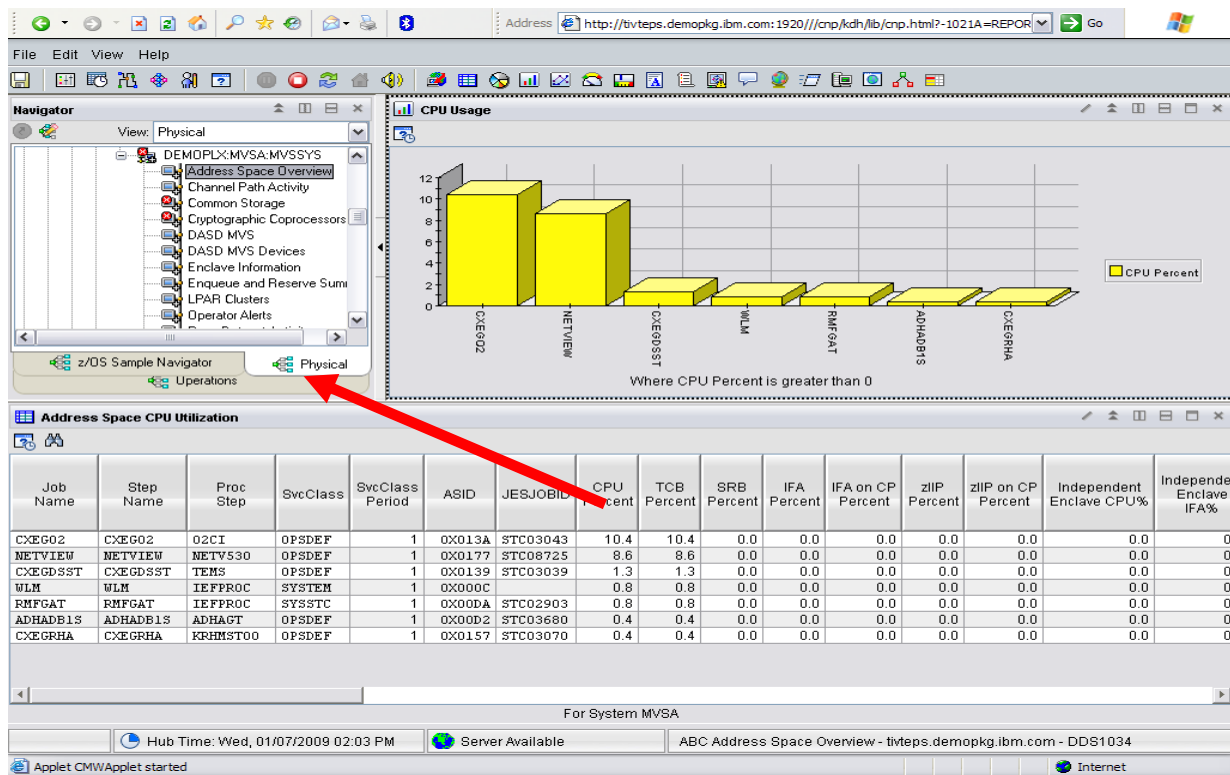 Address http://tivteps.demopkg.ibm.com:1920///cnp/kdh/lib/cnp.html?-1021A=REPOR Go
File Edit View Help
Navigator
View: Physical
DEMOPLX:MVSA:MVSSYS
Address Space Overview
Channel Path Activity
Common Storage
Cryptographic Coprocessors
DASD MVS
DASD MVS Devices
Enclave Information
Enqueue and Reserve Sum
LPAR Clusters
Operator Alerts
z/OS Sample Navigator
Physical
Operations
CPU Usage
12
10
8
6
4
2
0
CXEG02
NETVIEW
CXEGDSST
WLM
RMFGAT
ADHADB1S
CXEGRHA
Where CPU Percent is greater than 0
CPU Percent
Address Space CPU Utilization
Job Name Step Name Proc Step SvcClass SvcClass Period ASID JESJOBID CPU Percent TCB Percent SRB Percent IFA Percent IFA on CP Percent zIIP Percent zIIP on CP Percent Independent Enclave CPU% Independe Enclave IFA%
CXEG02 CXEG02 02CI OPSDEF 1 0X013A STC03043 10.4 10.4 0.0 0.0 0.0 0.0 0.0 0.0 0
NETVIEW NETVIEW NETV530 OPSDEF 1 0X0177 STC08725 8.6 8.6 0.0 0.0 0.0 0.0 0.0 0.0 0
CXEGDSST CXEGDSST TEMS OPSDEF 1 0X0139 STC03039 1.3 1.3 0.0 0.0 0.0 0.0 0.0 0.0 0
WLM WLM IEFPROC SYSTEM 1 0X000C 0.8 0.8 0.0 0.0 0.0 0.0 0.0 0.0 0
RMFGAT RMFGAT IEFPROC SYSSTC 1 0X00DA STC02903 0.8 0.8 0.0 0.0 0.0 0.0 0.0 0.0 0
ADHADB1S ADHADB1S ADHAGT OPSDEF 1 0X00D2 STC03680 0.4 0.4 0.0 0.0 0.0 0.0 0.0 0.0 0
CXEGRHA CXEGRHA KRHMST00 OPSDEF 1 0X0157 STC03070 0.4 0.4 0.0 0.0 0.0 0.0 0.0 0.0 0
For System MVSA
Hub Time: Wed, 01/07/2009 02:03 PM Server Available ABC Address Space Overview - tivteps.demopkg.ibm.com - DDS1034
Applet CMWApplet started Internet